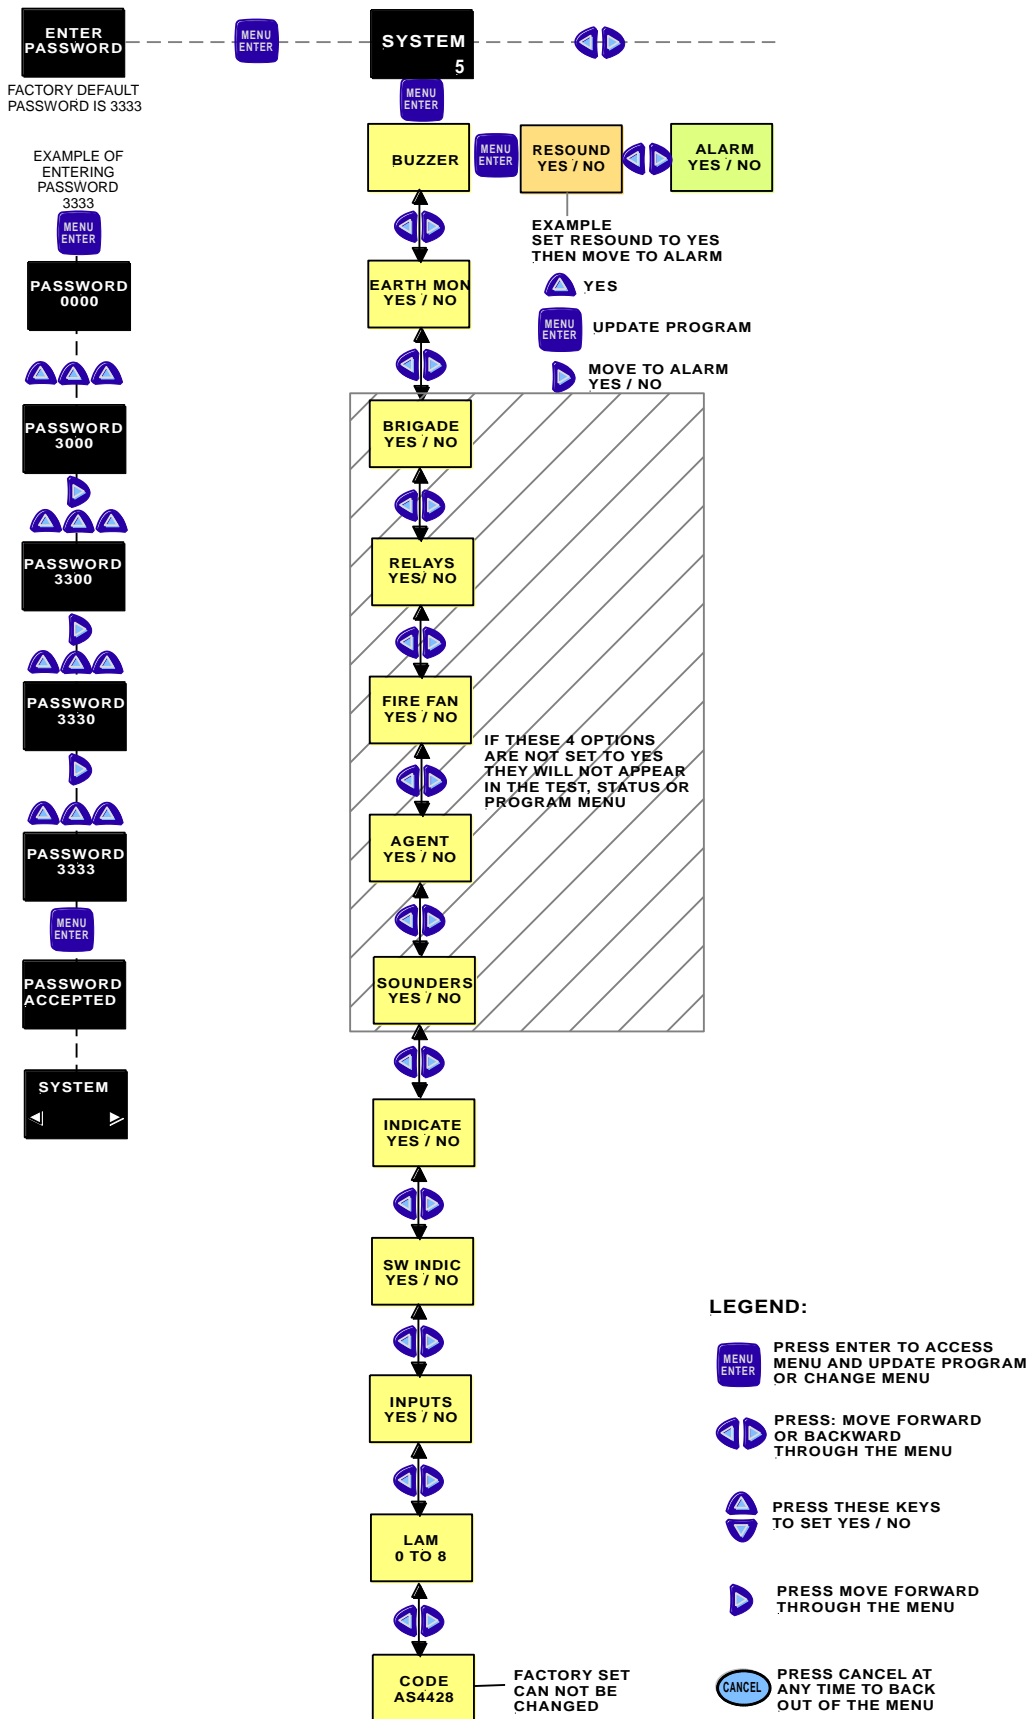 ENTER
PASSWORD
MENU
ENTER
SYSTEM
5
FACTORY DEFAULT
PASSWORD IS 3333
MENU
ENTER
EXAMPLE OF
ENTERING
PASSWORD
3333
MENU
ENTER
PASSWORD
0000
PASSWORD
3000
PASSWORD
3300
PASSWORD
3330
PASSWORD
3333
MENU
ENTER
PASSWORD
ACCEPTED
SYSTEM
BUZZER
MENU
ENTER
RESOUND
YES / NO
ALARM
YES / NO
EXAMPLE
SET RESOUND TO YES
THEN MOVE TO ALARM
YES
MENU
ENTER
UPDATE PROGRAM
MOVE TO ALARM
YES / NO
EARTH MON
YES / NO
BRIGADE
YES / NO
RELAYS
YES/ NO
FIRE FAN
YES / NO
IF THESE 4 OPTIONS
ARE NOT SET TO YES
THEY WILL NOT APPEAR
IN THE TEST, STATUS OR
PROGRAM MENU
AGENT
YES / NO
SOUNDERS
YES / NO
INDICATE
YES / NO
SW INDIC
YES / NO
INPUTS
YES / NO
LAM
0 TO 8
CODE
AS4428
FACTORY SET
CAN NOT BE
CHANGED
LEGEND:
MENU
ENTER
PRESS ENTER TO ACCESS
MENU AND UPDATE PROGRAM
OR CHANGE MENU
PRESS: MOVE FORWARD
OR BACKWARD
THROUGH THE MENU
PRESS THESE KEYS
TO SET YES / NO
PRESS MOVE FORWARD
THROUGH THE MENU
CANCEL
PRESS CANCEL AT
ANY TIME TO BACK
OUT OF THE MENU